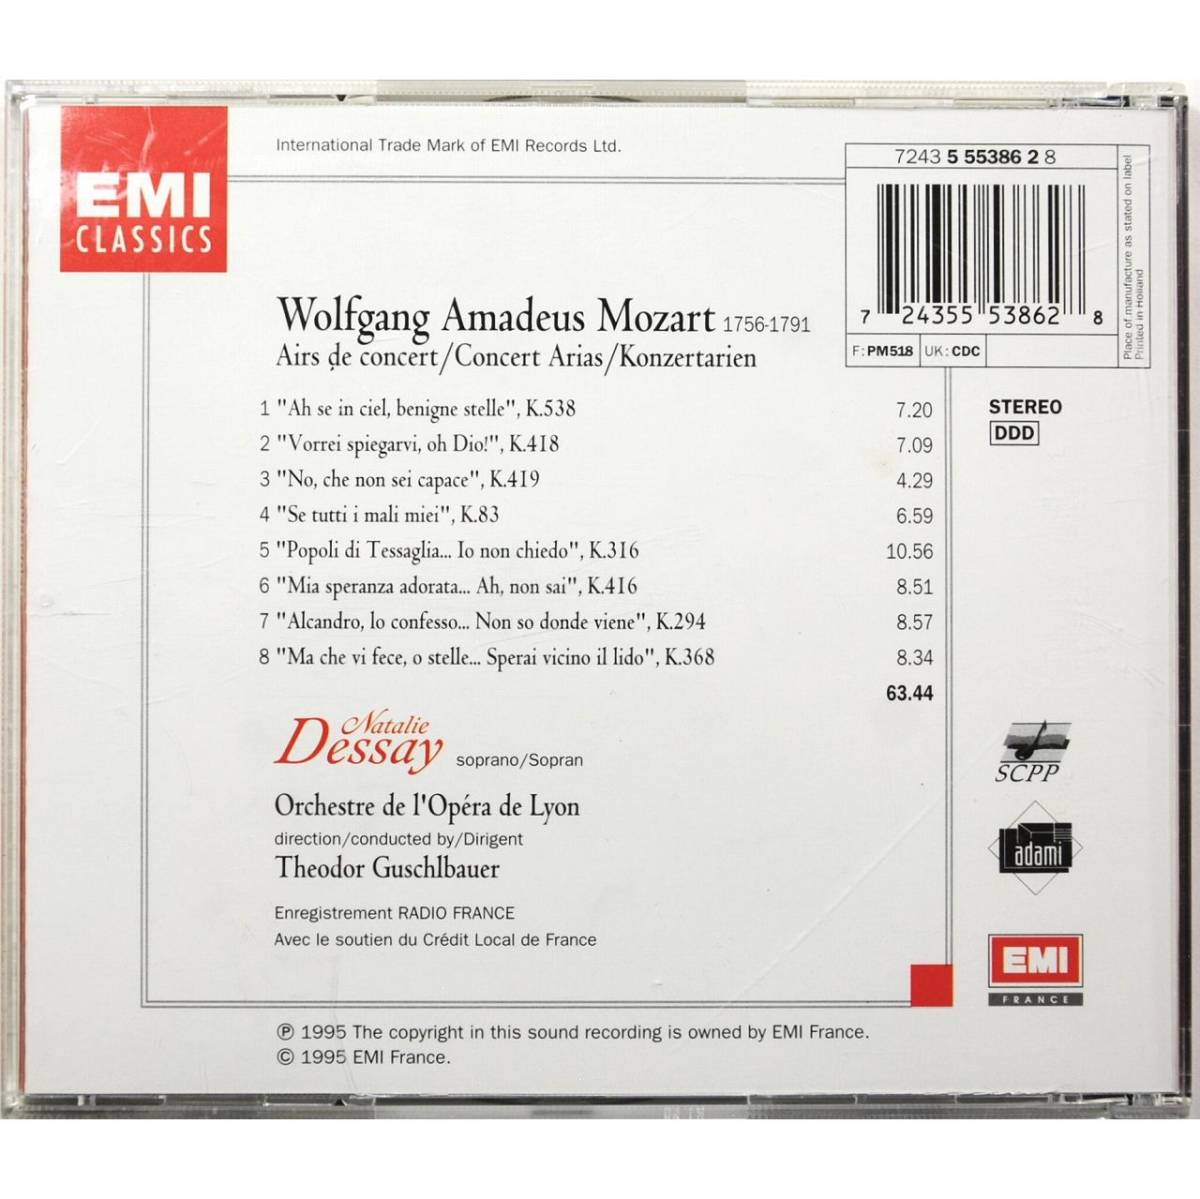 EMI
CLASSICS
International Trade Mark of EMI Records Ltd.
7243 5 55386 2 8
7 24355 53862 8
F: PM518 UK: CDC
Place of manufacture as stated on label
Printed in Holland
Wolfgang Amadeus Mozart 1756-1791
Airs de concert/Concert Arias/Konzertarien
1 "Ah se in ciel, benigne stelle", K.538 7.20
2 "Vorrei spiegarvi, oh Dio!", K.418 7.09
3 "No, che non sei capace", K.419 4.29
4 "Se tutti i mali miei", K.83 6.59
5 "Popoli di Tessaglia... Io non chiedo", K.316 10.56
6 "Mia speranza adorata... Ah, non sai", K.416 8.51
7 "Alcandro, lo confesso... Non so donde viene", K.294 8.57
8 "Ma che vi fece, o stelle... Sperai vicino il lido", K.368 8.34
63.44
STEREO
DDD
Natalie
Dessay soprano/Sopran
Orchestre de l'Opéra de Lyon
direction/conducted by/Dirigent
Theodor Guschlbauer
Enregistrement RADIO FRANCE
Avec le soutien du Crédit Local de France
SCPP
adami
EMI
FRANCE
℗ 1995 The copyright in this sound recording is owned by EMI France.
© 1995 EMI France.